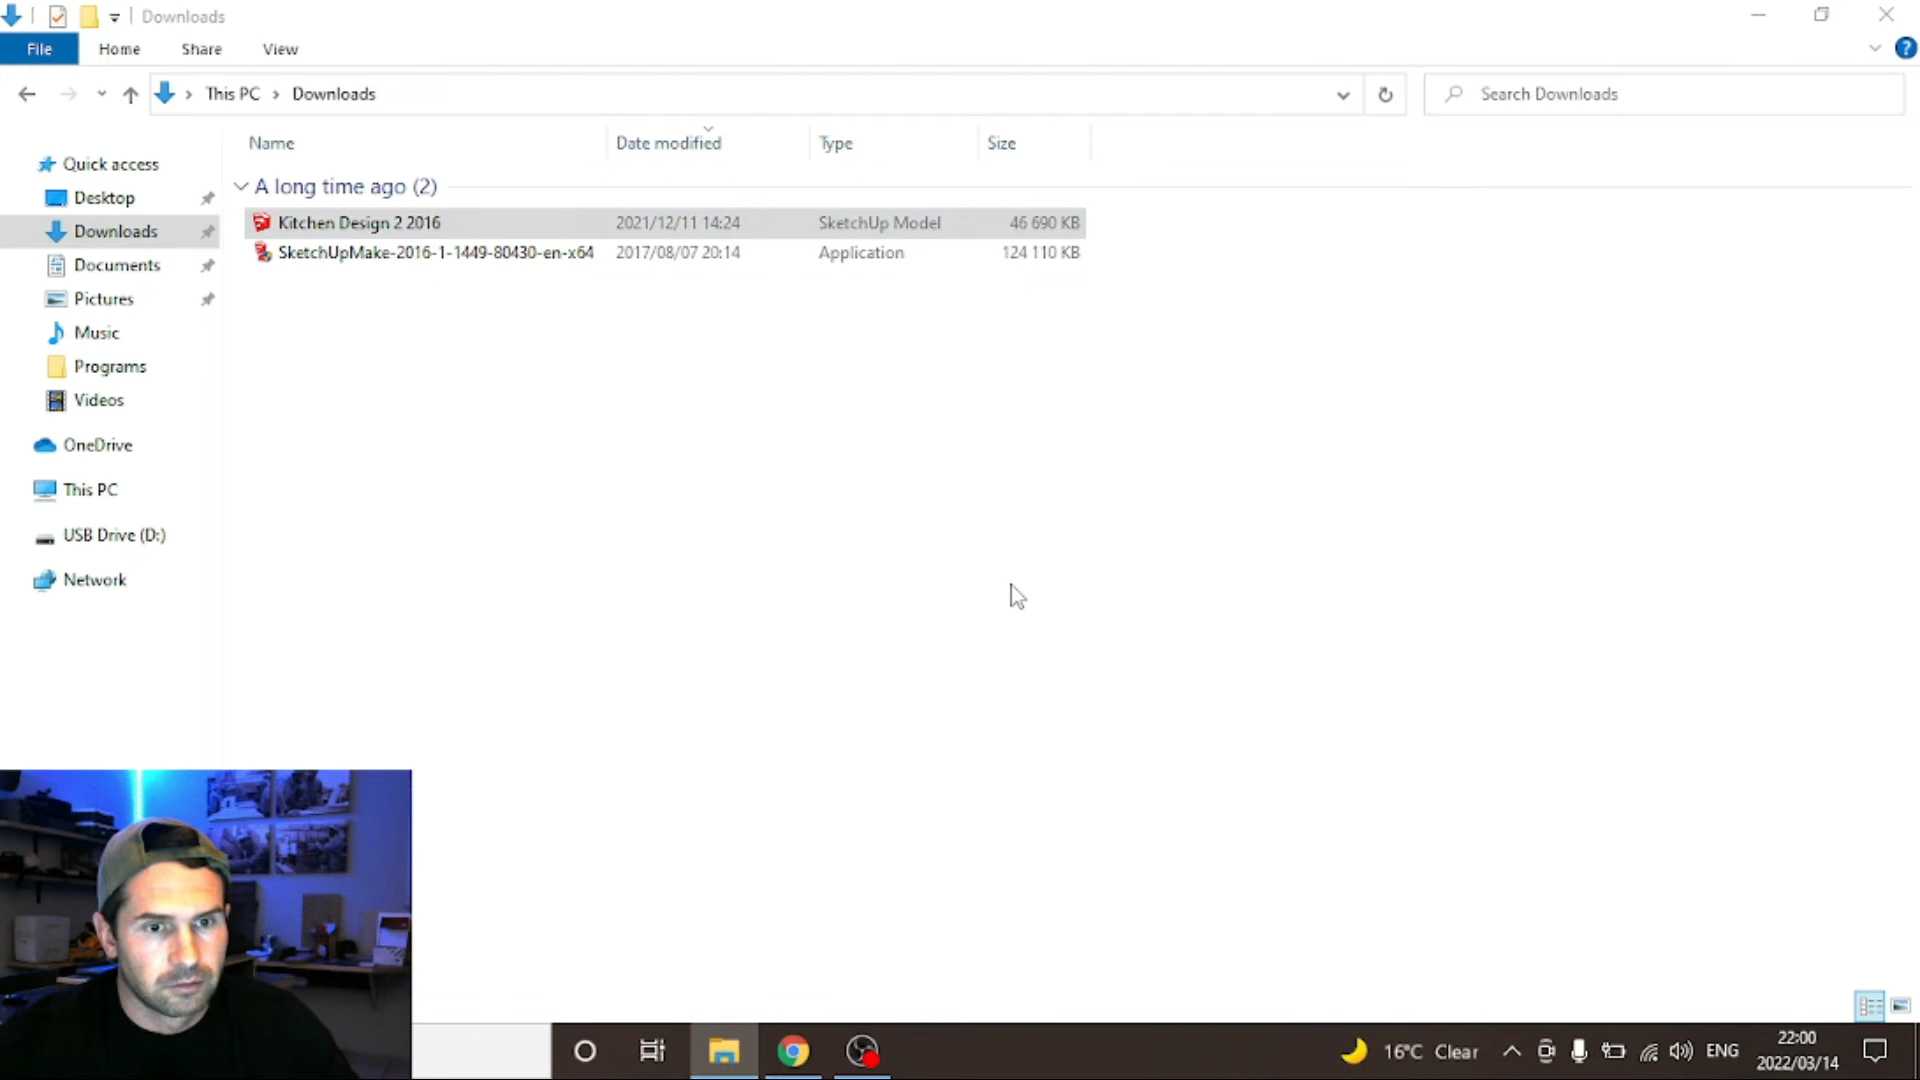 Downloads
File Home Share View
This PC Downloads Search Downloads
Name Date modified Type Size
Quick access
Desktop
Downloads
Documents
Pictures
Music
Programs
Videos
OneDrive
This PC
USB Drive (D:)
Network
A long time ago (2)
Kitchen Design 2 2016 2021/12/11 14:24 SketchUp Model 46 690 KB
SketchUpMake-2016-1-1449-80430-en-x64 2017/08/07 20:14 Application 124 110 KB
16°C Clear ENG
22:00
2022/03/14